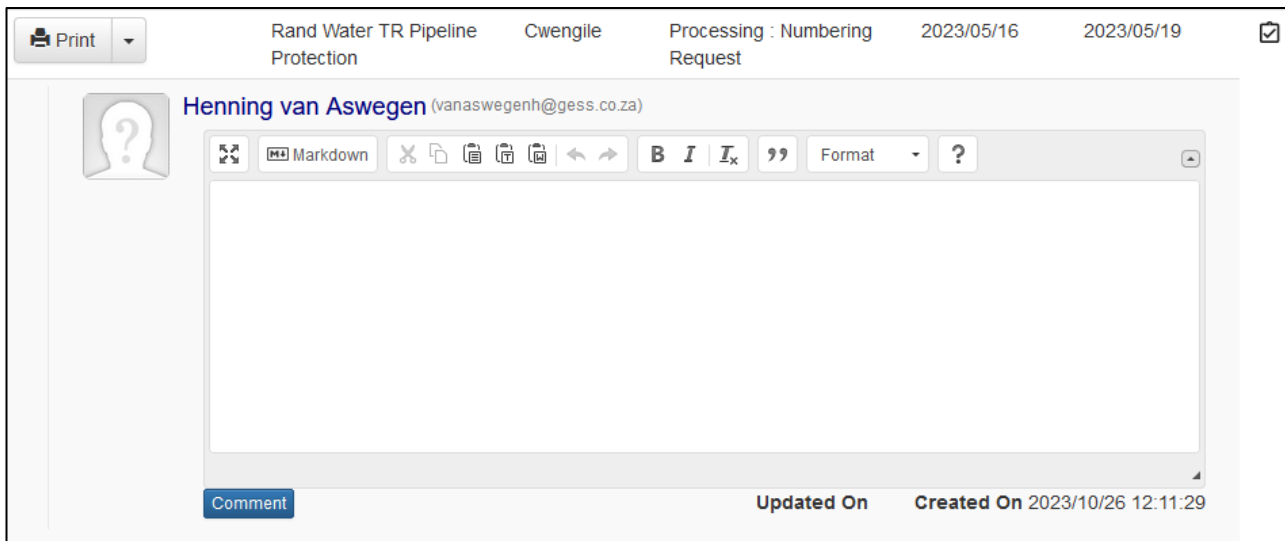 Print
Rand Water TR Pipeline Cwengile Processing : Numbering 2023/05/16 2023/05/19
Protection Request
Henning van Aswegen (vanaswegenh@gess.co.za)
M Markdown B I Ix Format ?
Comment Updated On Created On 2023/10/26 12:11:29